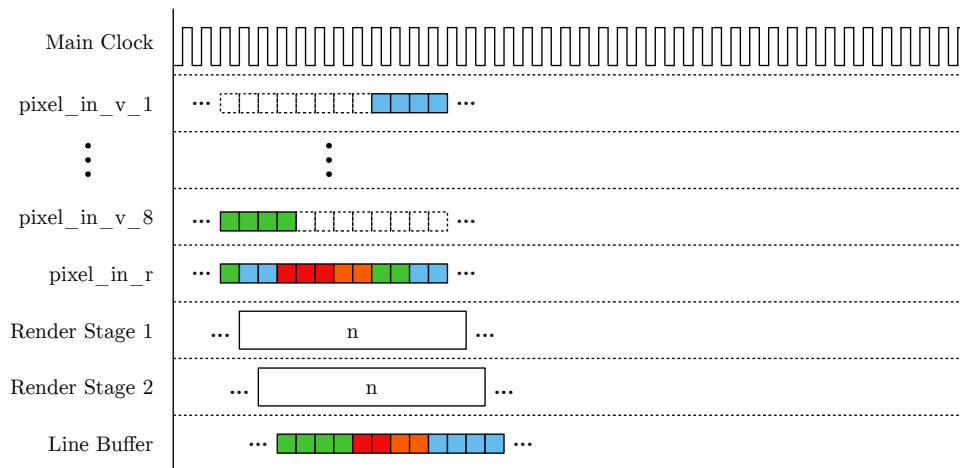 Main Clock
pixel_in_v_1
... ...
pixel_in_v_8
... ...
pixel_in_r
... ...
Render Stage 1
... n ...
Render Stage 2
... n ...
Line Buffer
... ...